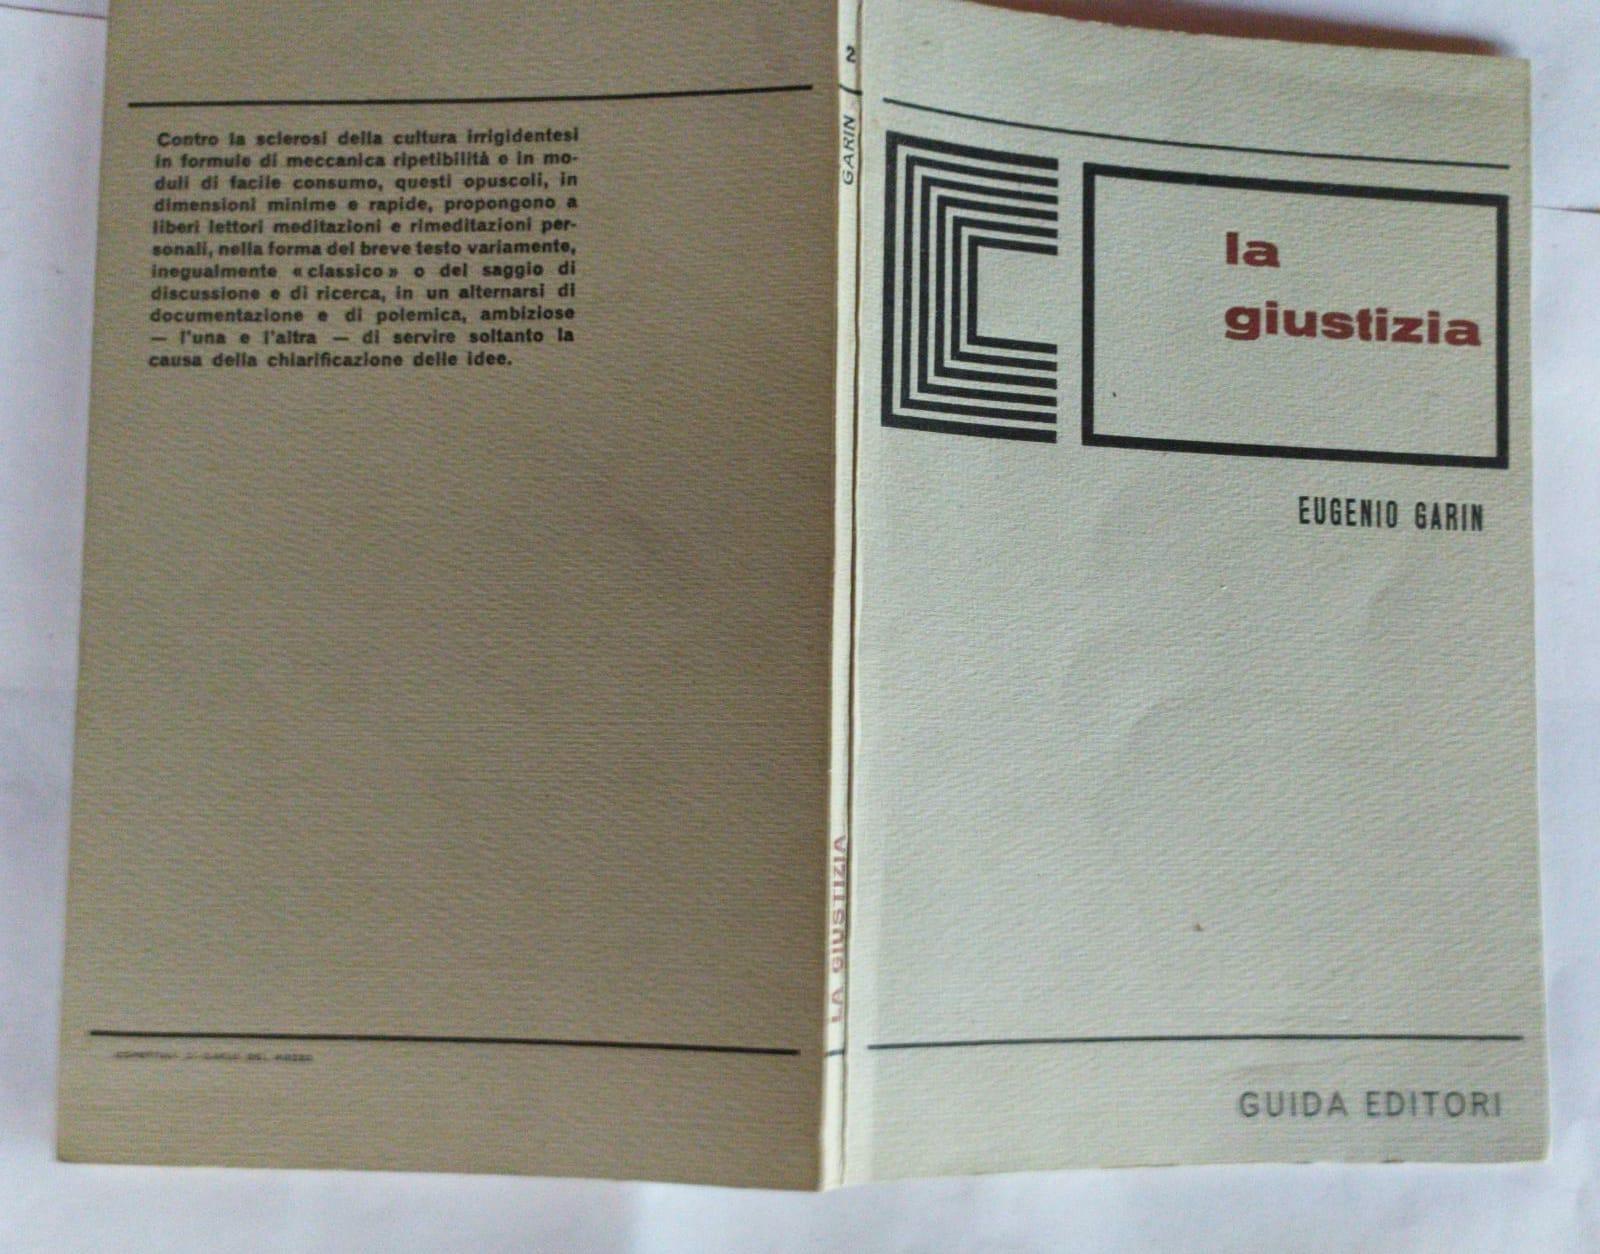 Contro la sclerosi della cultura irrigidentesi
in formule di meccanica ripetibilità e in mo-
duli di facile consumo, questi opuscoli, in
dimensioni minime e rapide, propongono a
liberi lettori meditazioni e rimeditazioni per-
sonali, nella forma del breve testo variamente,
inegualmente « classico » o del saggio di
discussione e di ricerca, in un alternarsi di
documentazione e di polemica, ambiziose
— l'una e l'altra — di servire soltanto la
causa della chiarificazione delle idee.
2
GARIN
LA GIUSTIZIA
la
giustizia
EUGENIO GARIN
GUIDA EDITORI